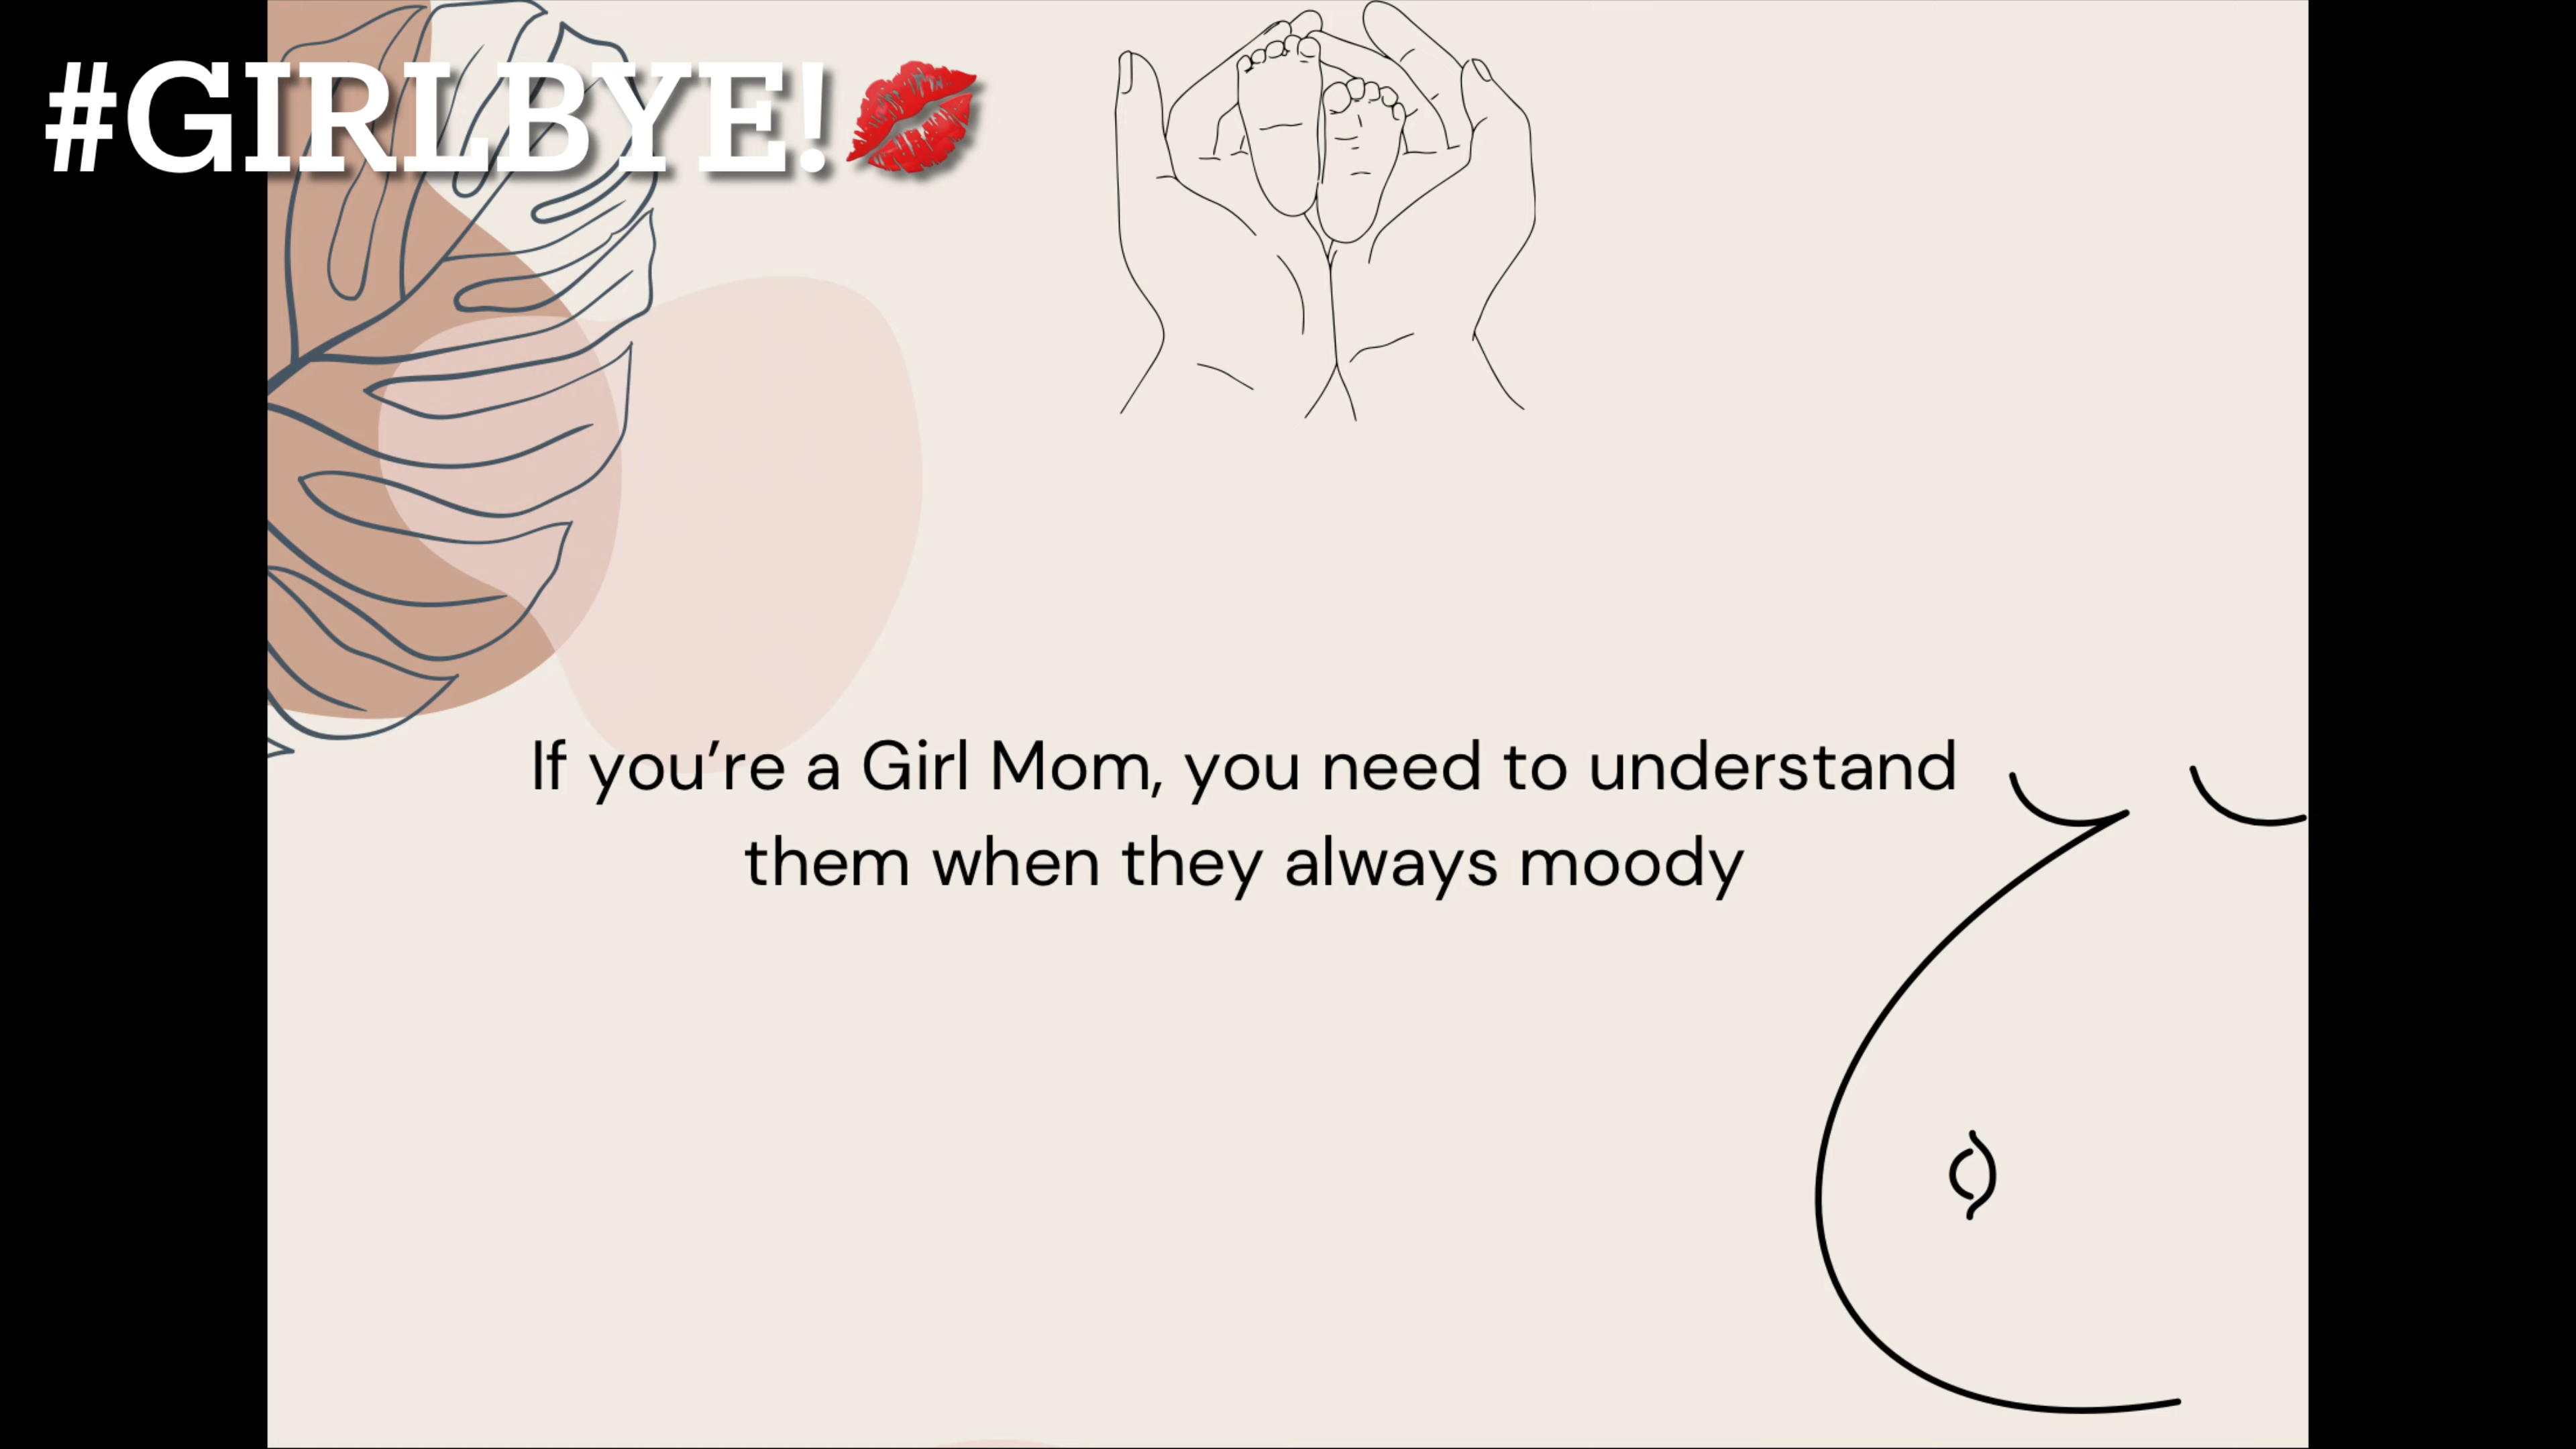 #GIRLBYE!💋
If you’re a Girl Mom, you need to understand
them when they always moody